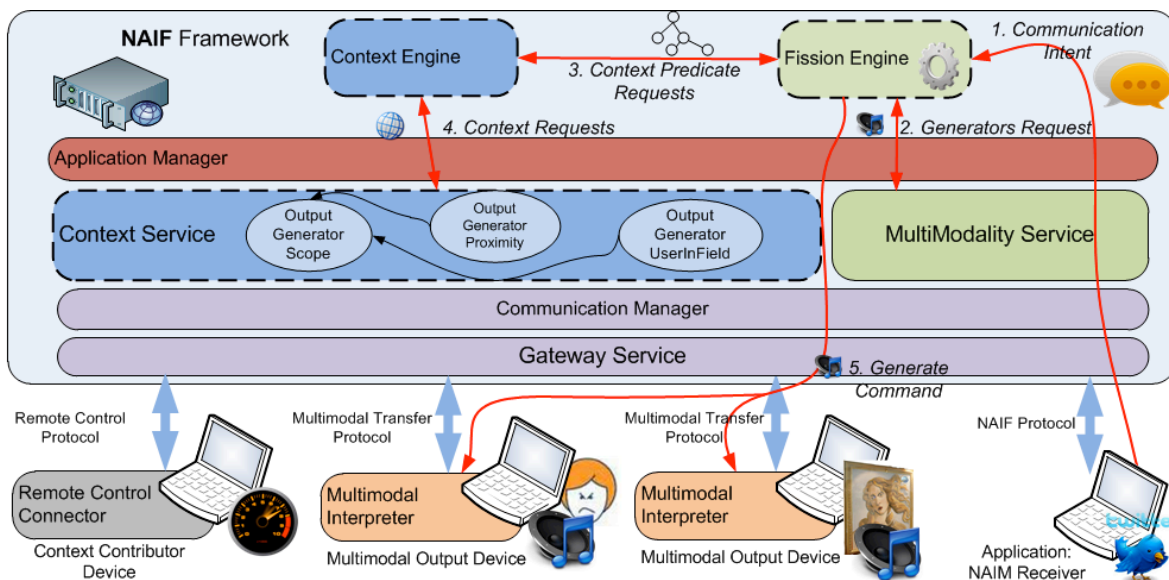 NAIF Framework
Context Engine
Fission Engine
1. Communication
Intent
3. Context Predicate
Requests
4. Context Requests
2. Generators Request
Application Manager
Context Service
Output
Generator
Scope
Output
Generator
Proximity
Output
Generator
UserInField
MultiModality Service
Communication Manager
Gateway Service
5. Generate
Command
Remote Control
Protocol
Multimodal Transfer
Protocol
Multimodal Transfer
Protocol
NAIF Protocol
Remote Control
Connector
Context Contributor
Device
Multimodal
Interpreter
Multimodal Output Device
Multimodal
Interpreter
Multimodal Output Device
twitte
Application:
NAIM Receiver